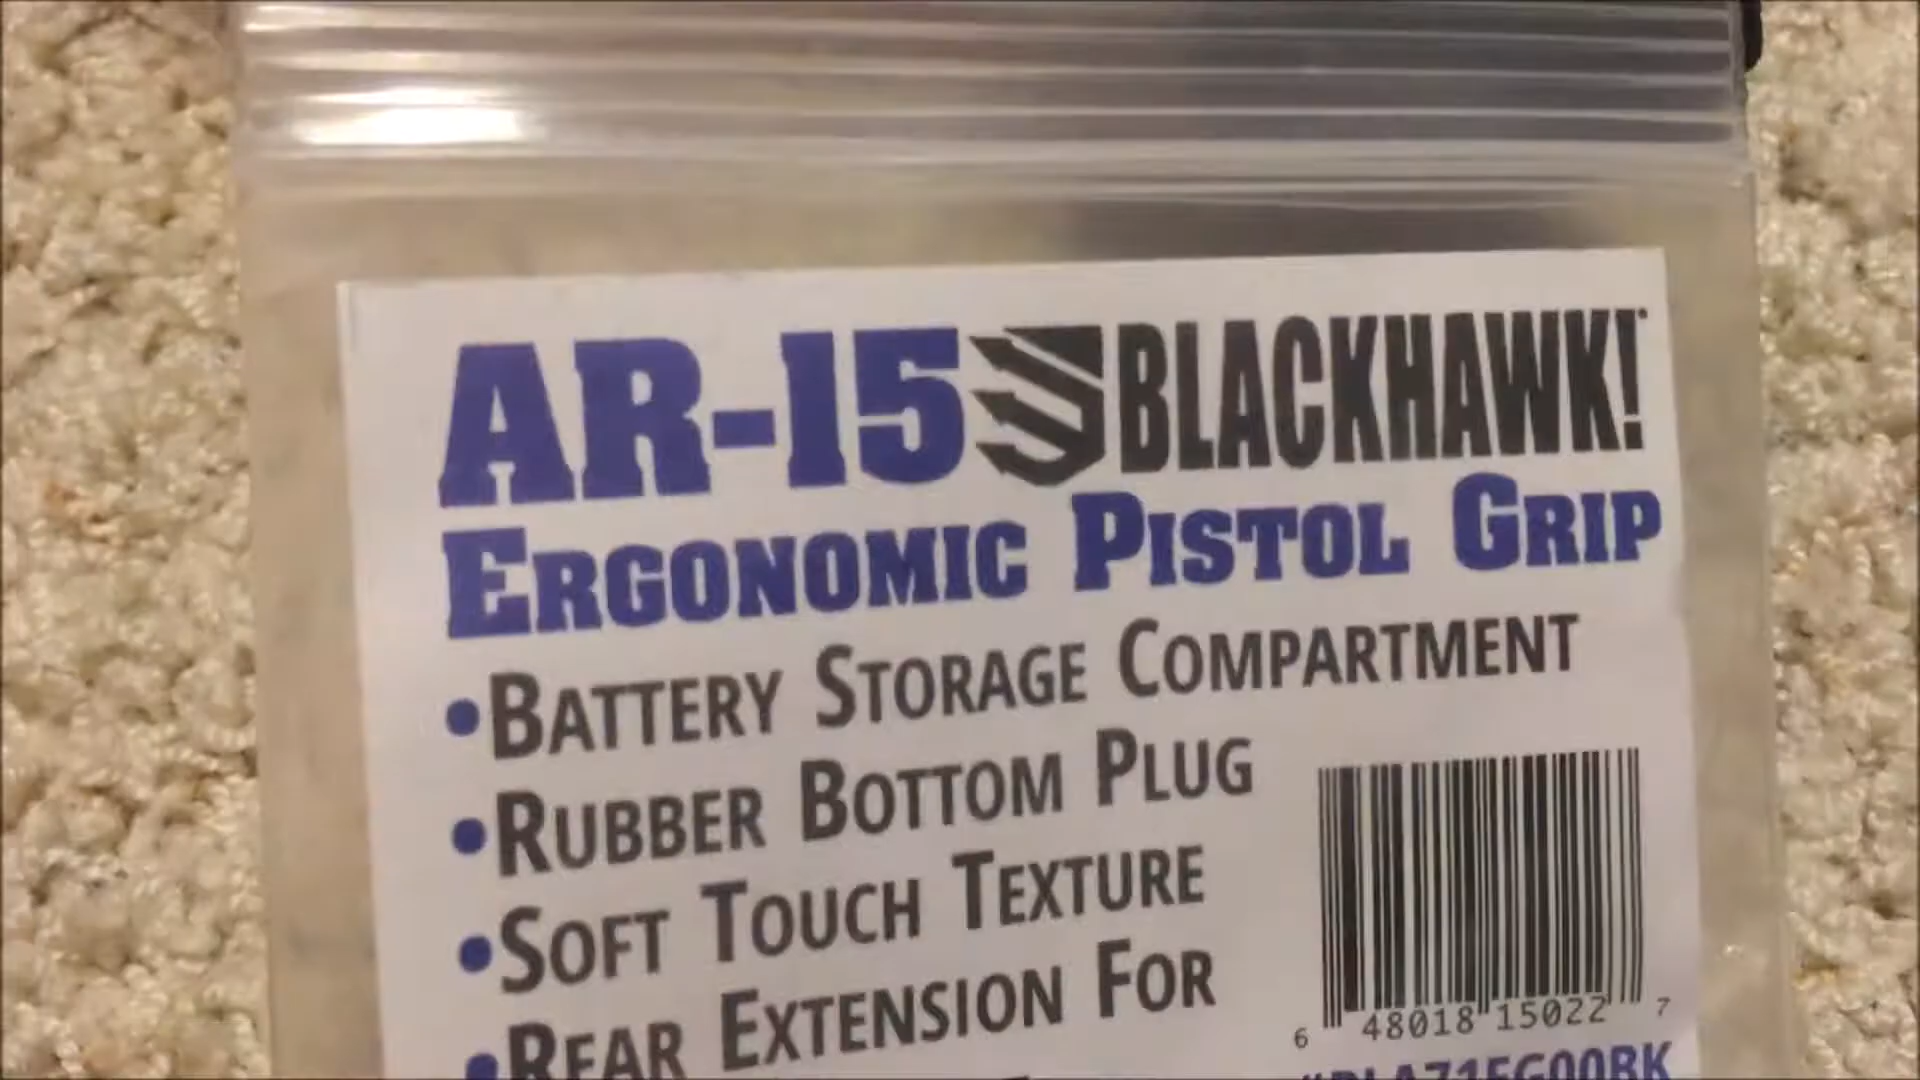 AR-15 BLACKHAWK!
ERGONOMIC PISTOL GRIP
•BATTERY STORAGE COMPARTMENT
•RUBBER BOTTOM PLUG
•SOFT TOUCH TEXTURE
•REAR EXTENSION FOR
6 48018 15022 7